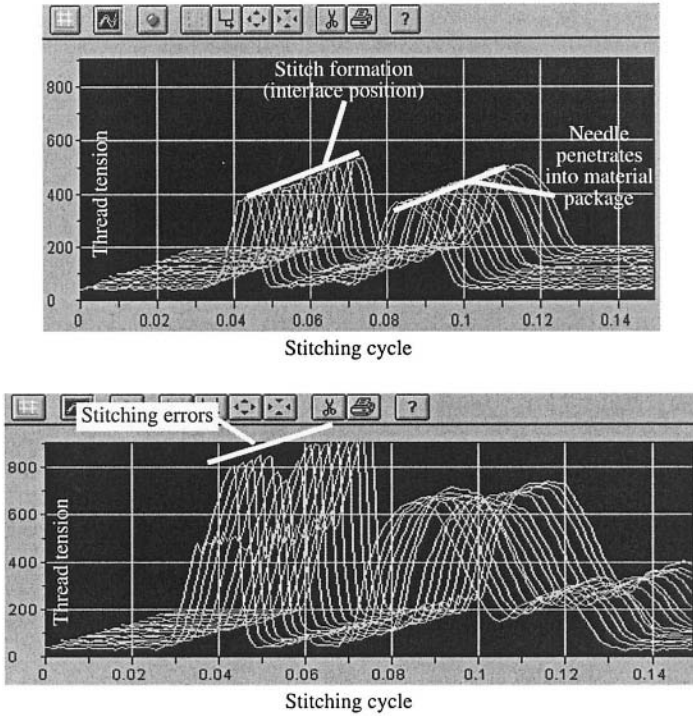 ?
800
600
400
200
0
Thread tension
Stitch formation
(interlace position)
Needle
penetrates
into material
package
0 0.02 0.04 0.06 0.08 0.1 0.12 0.14
Stitching cycle
?
Stitching errors
800
600
400
200
0
Thread tension
0 0.02 0.04 0.06 0.08 0.1 0.12 0.14
Stitching cycle